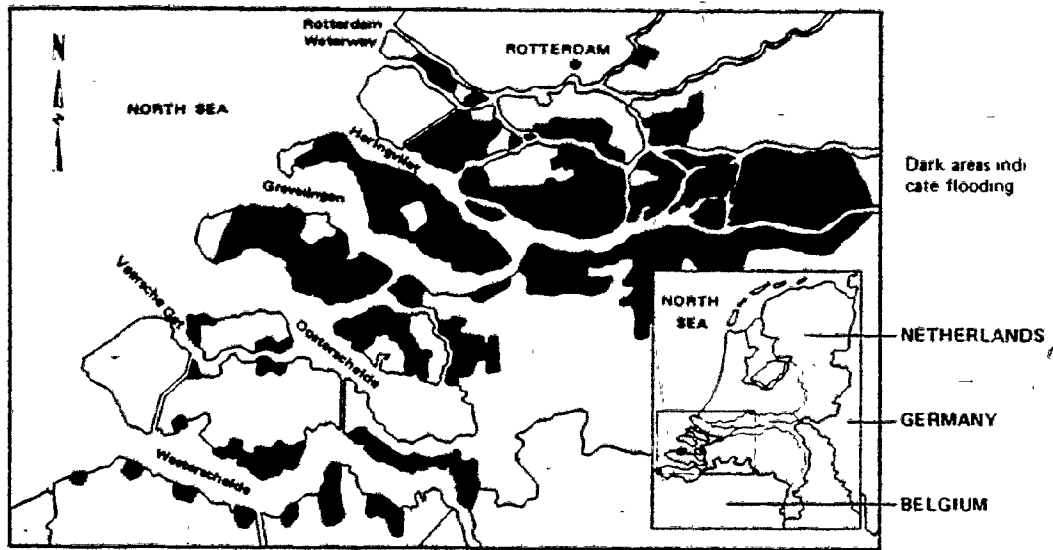 Rotterdam
Waterway
N
ROTTERDAM
NORTH SEA
Haringvliet
Dark areas indi
cate flooding
Grevelingen
Veersche Gat
NORTH
SEA
Oosterschelde
NETHERLANDS
GERMANY
Westerschelde
BELGIUM